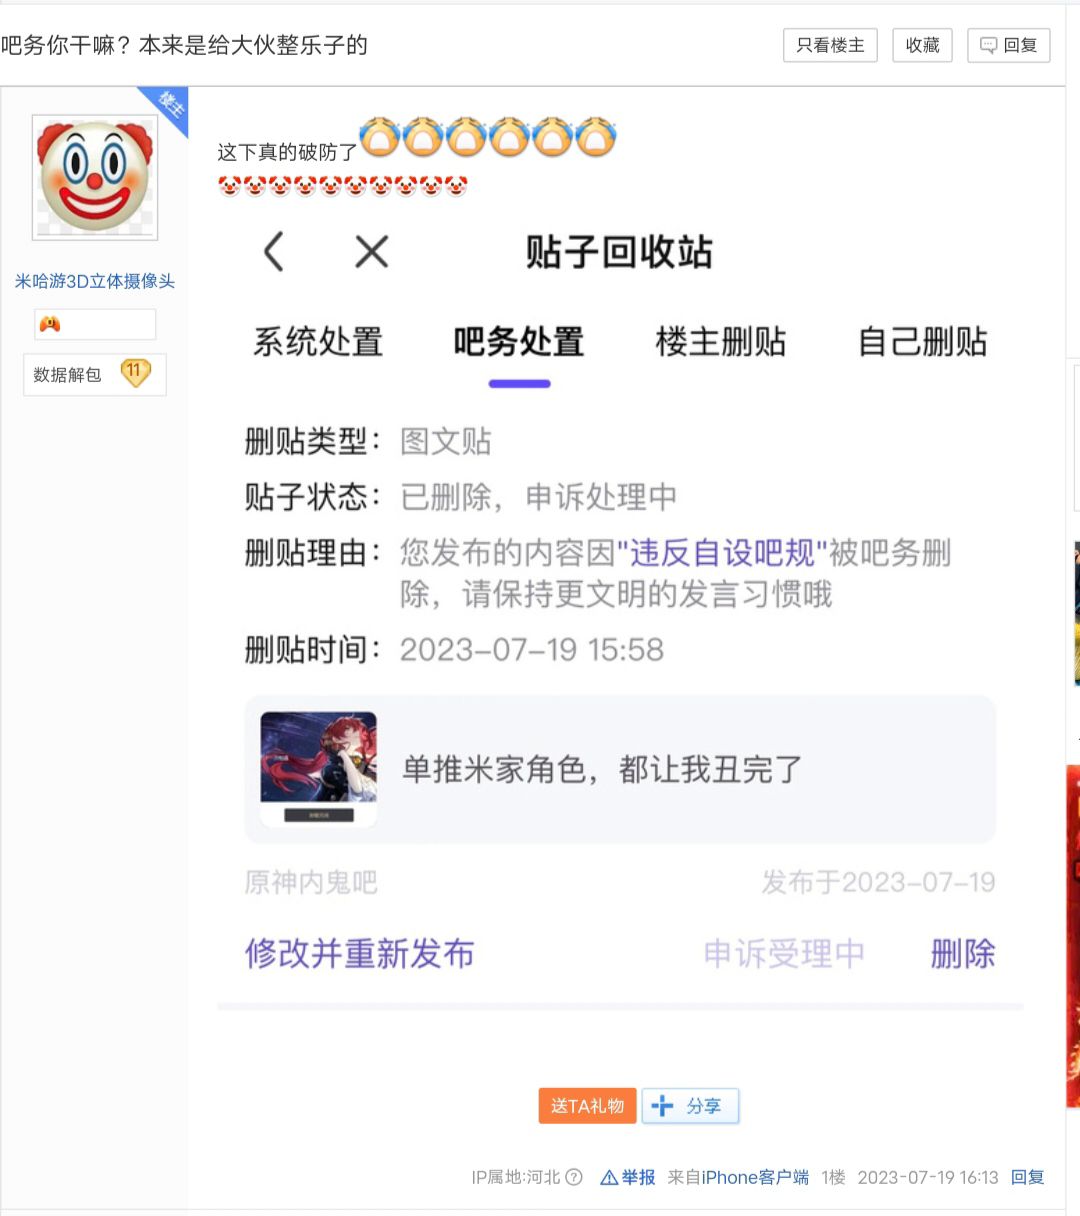 吧务你干嘛？本来是给大伙整乐子的
只看楼主
收藏
回复
楼主
米哈游3D立体摄像头
数据解包
11
这下真的破防了
贴子回收站
系统处置
吧务处置
楼主删贴
自己删贴
删贴类型：图文贴
贴子状态：已删除，申诉处理中
删贴理由：您发布的内容因"违反自设吧规"被吧务删
除，请保持更文明的发言习惯哦
删贴时间：2023-07-19 15:58
单推米家角色，都让我丑完了
原神内鬼吧
发布于2023-07-19
修改并重新发布
申诉受理中
删除
送TA礼物
分享
IP属地:河北
举报
来自iPhone客户端
1楼
2023-07-19 16:13
回复